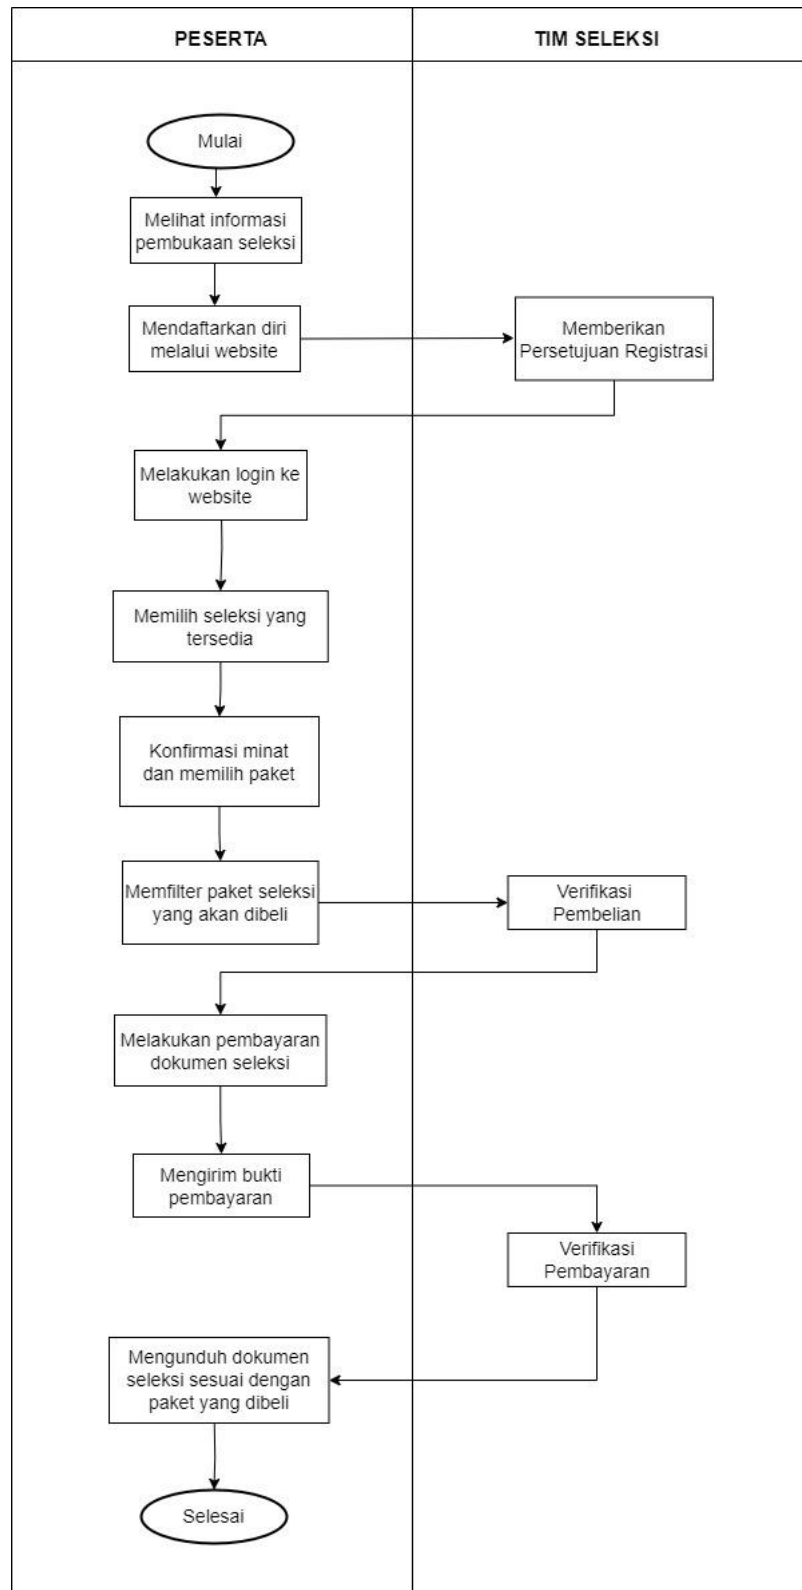 PESERTA
TIM SELEKSI
Mulai
Melihat informasi
pembukaan seleksi
Mendaftarkan diri
melalui website
Memberikan
Persetujuan Registrasi
Melakukan login ke
website
Memilih seleksi yang
tersedia
Konfirmasi minat
dan memilih paket
Memfilter paket seleksi
yang akan dibeli
Verifikasi
Pembelian
Melakukan pembayaran
dokumen seleksi
Mengirim bukti
pembayaran
Verifikasi
Pembayaran
Mengunduh dokumen
seleksi sesuai dengan
paket yang dibeli
Selesai